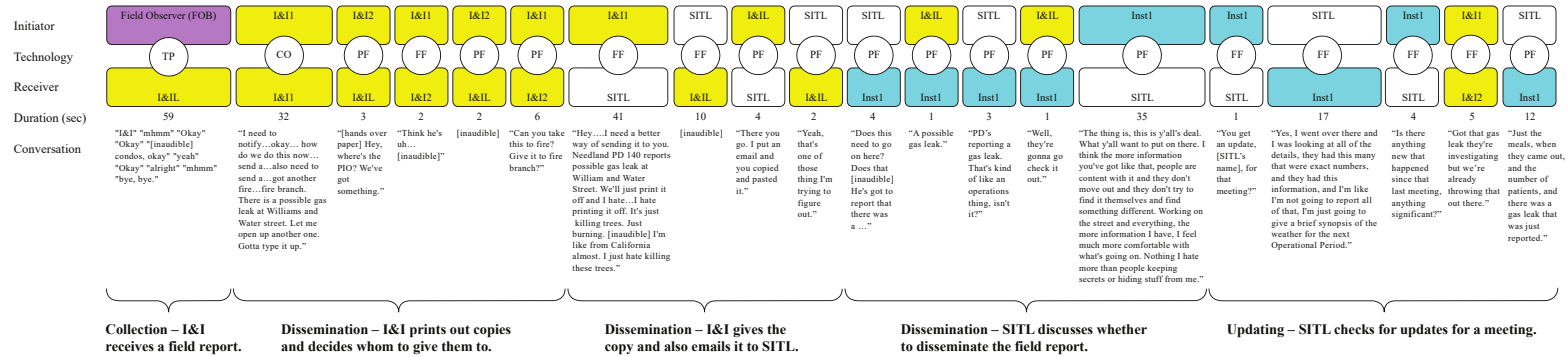 Initiator Field Observer (FOB) I&I1 I&I2 I&I1 I&I2 I&I1 I&I1 SITL I&IL SITL SITL I&IL SITL I&IL Inst1 Inst1 SITL Inst1 I&I1 SITL
Technology TP CO PF FF PF PF FF FF PF PF PF PF PF PF PF FF FF FF FF PF
Receiver I&IL I&I1 I&IL I&I2 I&IL I&I2 SITL I&IL SITL I&IL Inst1 Inst1 Inst1 Inst1 SITL SITL Inst1 SITL I&I2 Inst1
Duration (sec) 59 32 3 2 2 6 41 10 4 2 4 1 3 1 35 1 17 4 5 12
Conversation
"I&I" "mhmm" "Okay"
"Okay" "[inaudible]
condos, okay" "yeah"
"Okay" "alright" "mhmm"
"bye, bye."
“I need to
notify…okay… how
do we do this now…
send a…also need to
send a…got another
fire…fire branch.
There is a possible gas
leak at Williams and
Water street. Let me
open up another one.
Gotta type it up.”
“[hands over
paper] Hey,
where's the
PIO? We've
got
something.”
“Think he's
uh…
[inaudible]”
[inaudible]
“Can you take
this to fire?
Give it to fire
branch?”
“Hey….I need a better
way of sending it to you.
Needland PD 140 reports
possible gas leak at
William and Water
Street. We'll just print it
off and I hate…I hate
printing it off. It's just
killing trees. Just
burning. [inaudible] I'm
like from California
almost. I just hate killing
these trees.”
[inaudible]
“There you
go. I put an
email and
you copied
and pasted
it.”
“Yeah,
that's
one of
those
thing I'm
trying to
figure
out.”
“Does this
need to go
on here?
Does that
[inaudible]
He's got to
report that
there was
a …”
“A possible
gas leak.”
“PD’s
reporting a
gas leak.
That's kind
of like an
operations
thing, isn't
it?”
“Well,
they're
gonna go
check it
out.”
“The thing is, this is y'all's deal.
What y'all want to put on there. I
think the more information
you've got like that, people are
content with it and they don't
move out and they don't try to
find it themselves and find
something different. Working on
the street and everything, the
more information I have, I feel
much more comfortable with
what's going on. Nothing I hate
more than people keeping
secrets or hiding stuff from me.”
“You get
an update,
[SITL's
name], for
that
meeting?”
“Yes, I went over there and
I was looking at all of the
details, they had this many
that were exact numbers,
and they had this
information, and I'm like
I'm not going to report all
of that, I'm just going to
give a brief synopsis of the
weather for the next
Operational Period.”
“Is there
anything
new that
happened
since that
last meeting,
anything
significant?”
“Got that gas
leak they're
investigating
but we’re
already
throwing that
out there.”
“Just the
meals, when
they came out,
and the
number of
patients, and
there was a
gas leak that
was just
reported.”
Collection – I&I
receives a field report.
Dissemination – I&I prints out copies
and decides whom to give them to.
Dissemination – I&I gives the
copy and also emails it to SITL.
Dissemination – SITL discusses whether
to disseminate the field report.
Updating – SITL checks for updates for a meeting.